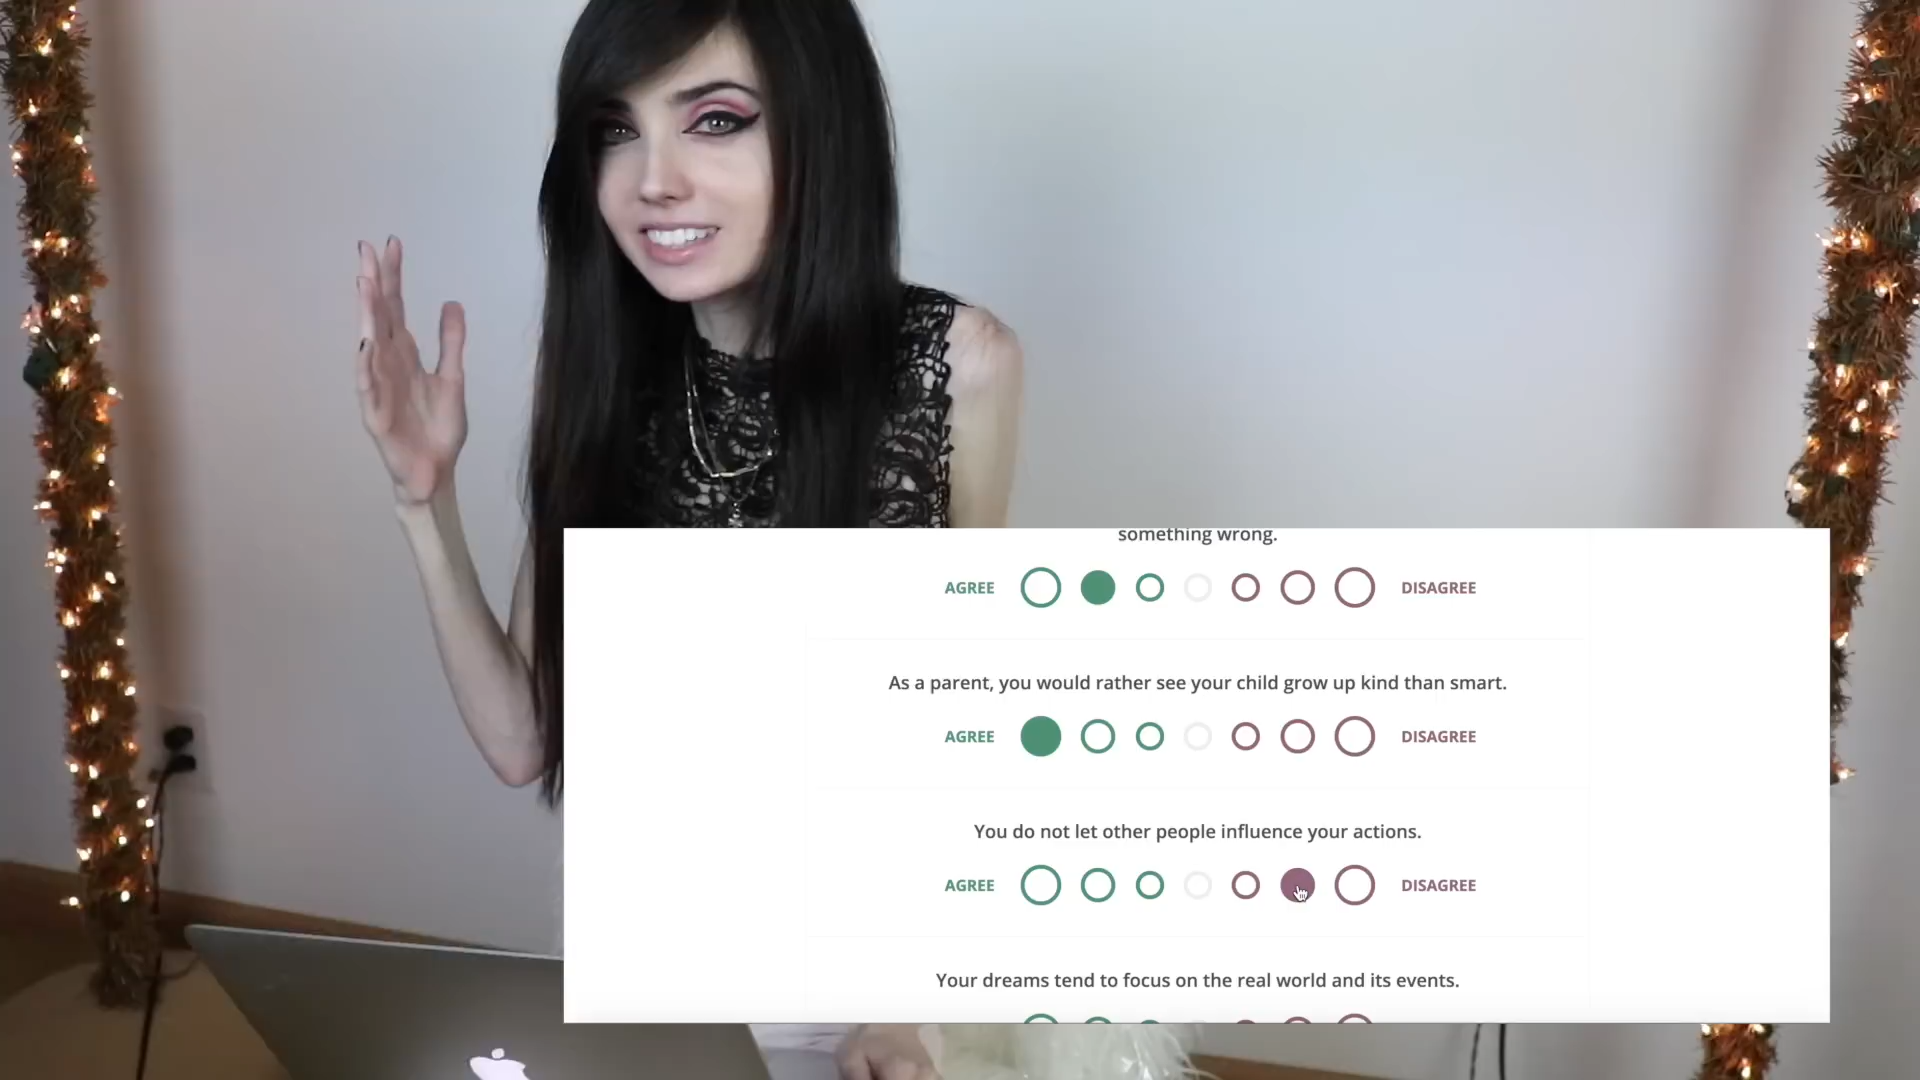 something wrong.
AGREE DISAGREE
As a parent, you would rather see your child grow up kind than smart.
AGREE DISAGREE
You do not let other people influence your actions.
AGREE DISAGREE
Your dreams tend to focus on the real world and its events.